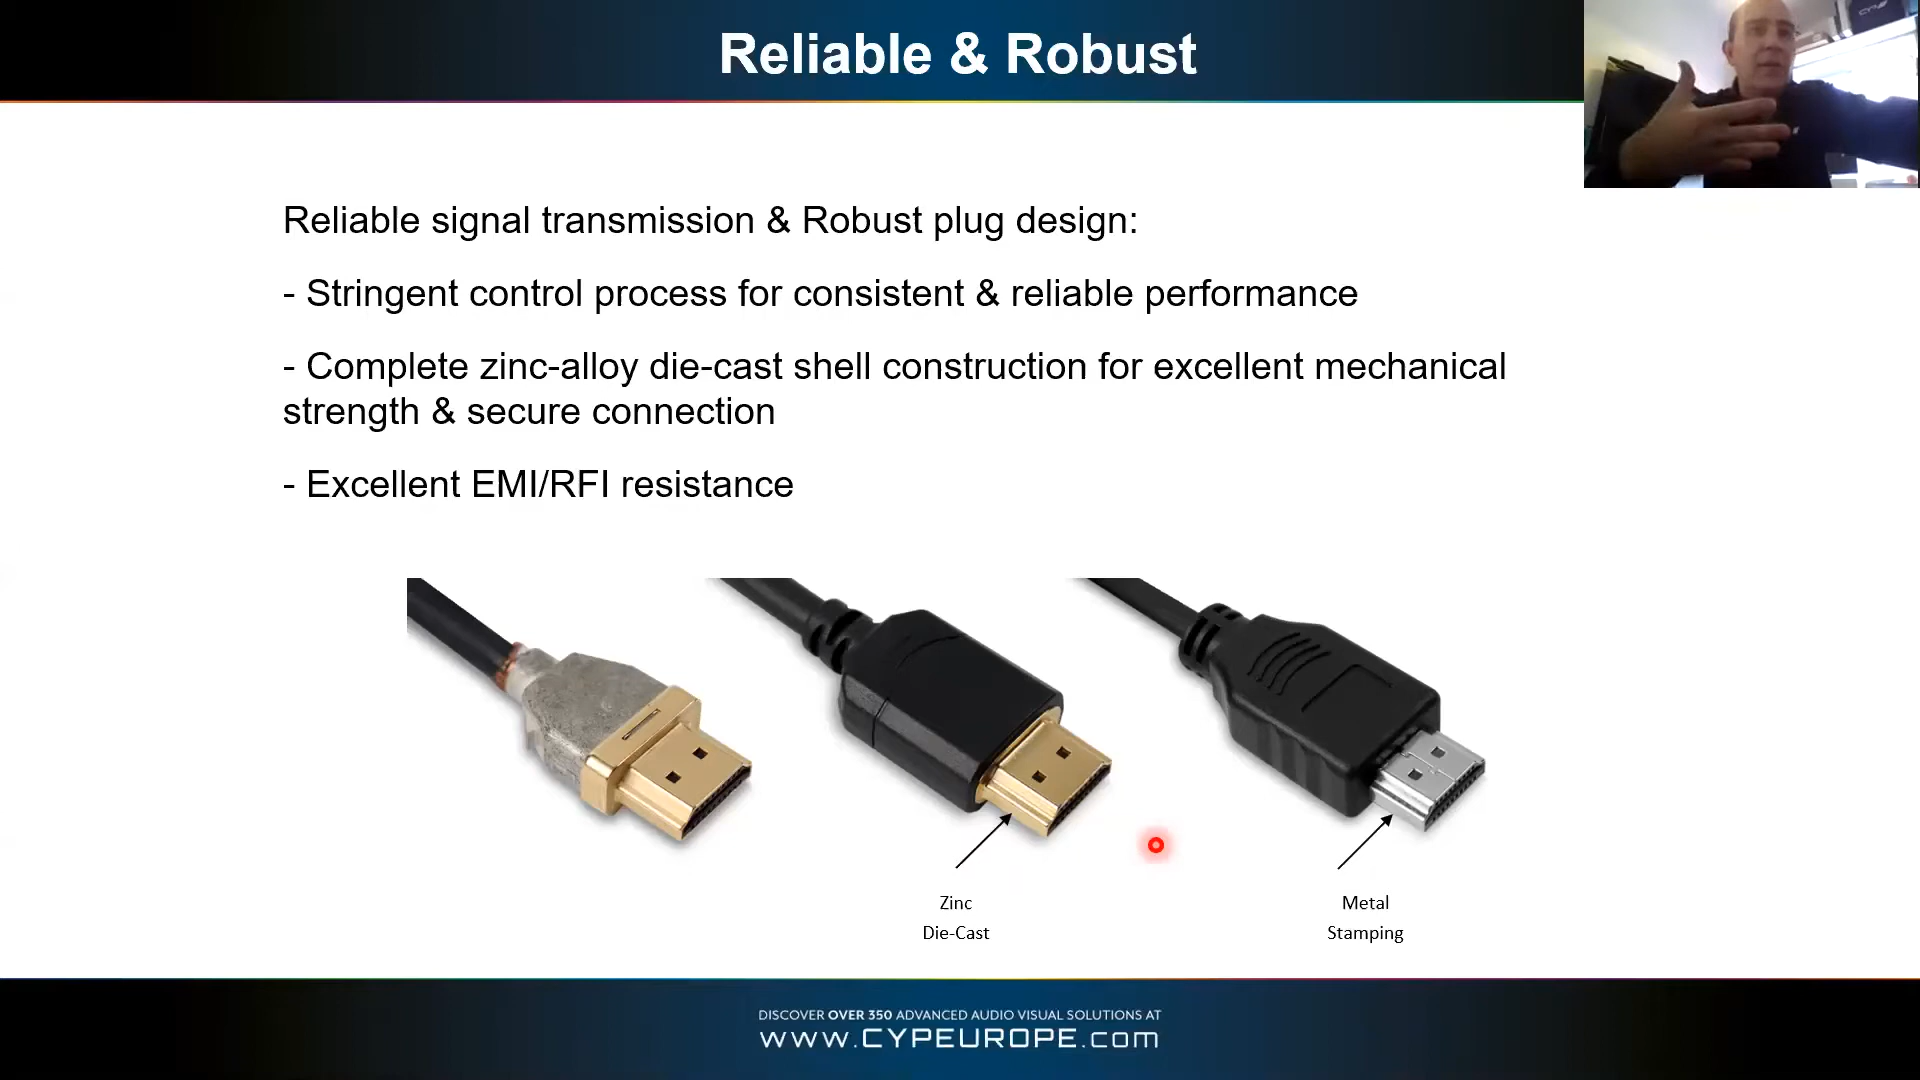 Reliable & Robust
Reliable signal transmission & Robust plug design:
- Stringent control process for consistent & reliable performance
- Complete zinc-alloy die-cast shell construction for excellent mechanical
strength & secure connection
- Excellent EMI/RFI resistance
Zinc
Die-Cast
Metal
Stamping
DISCOVER OVER 350 ADVANCED AUDIO VISUAL SOLUTIONS AT
www.CYPEUROPE.com